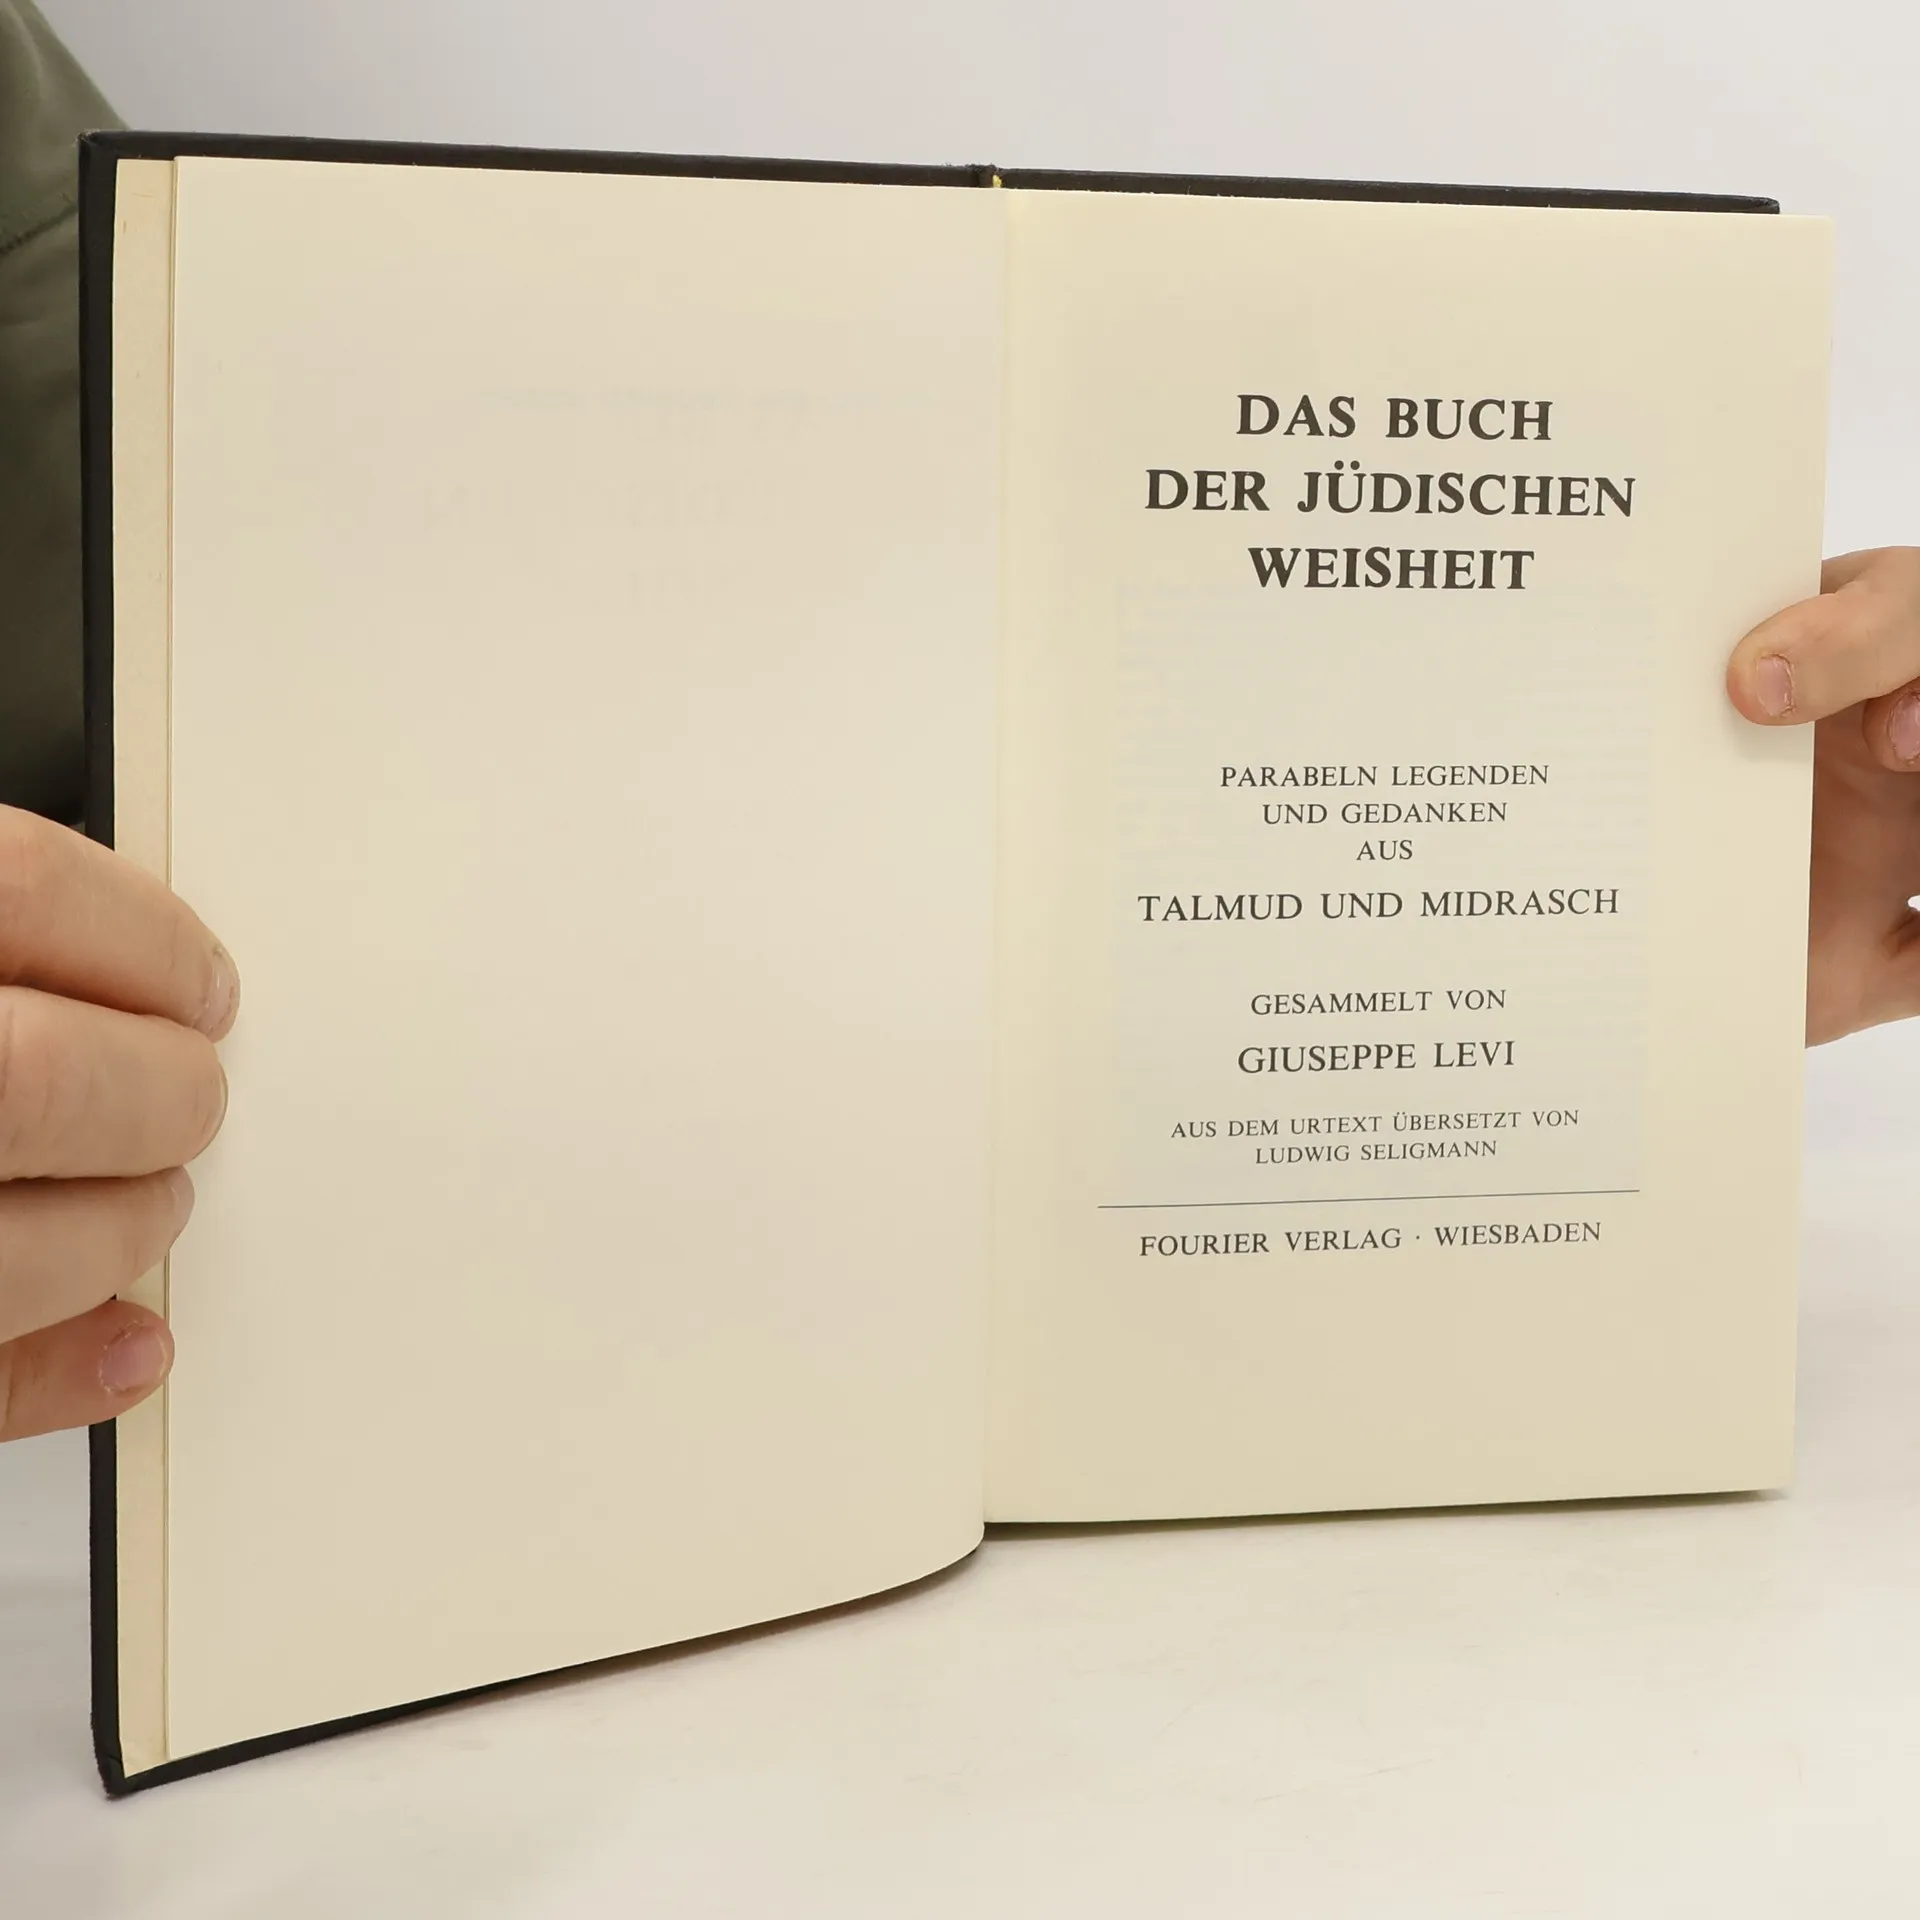 DAS BUCH
DER JÜDISCHEN
WEISHEIT
PARABELN LEGENDEN
UND GEDANKEN
AUS
TALMUD UND MIDRASCH
GESAMMELT VON
GIUSEPPE LEVI
AUS DEM URTEXT ÜBERSETZT VON
LUDWIG SELIGMANN
FOURIER VERLAG · WIESBADEN